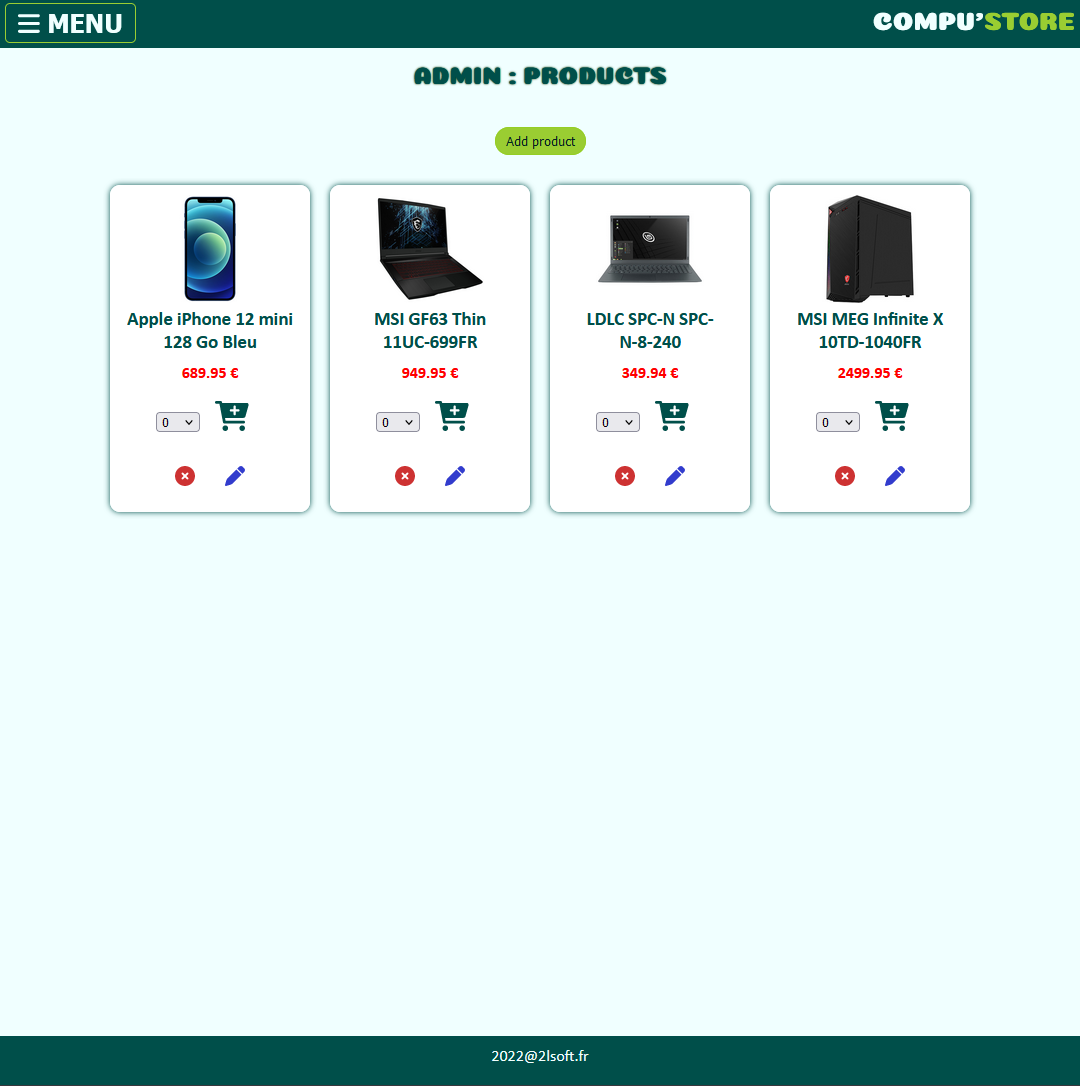 MENU
COMPU'STORE
ADMIN : PRODUCTS
Add product
Apple iPhone 12 mini
128 Go Bleu
689.95 €
0
MSI GF63 Thin
11UC-699FR
949.95 €
0
LDLC SPC-N SPC-
N-8-240
349.94 €
0
MSI MEG Infinite X
10TD-1040FR
2499.95 €
0
2022@2lsoft.fr